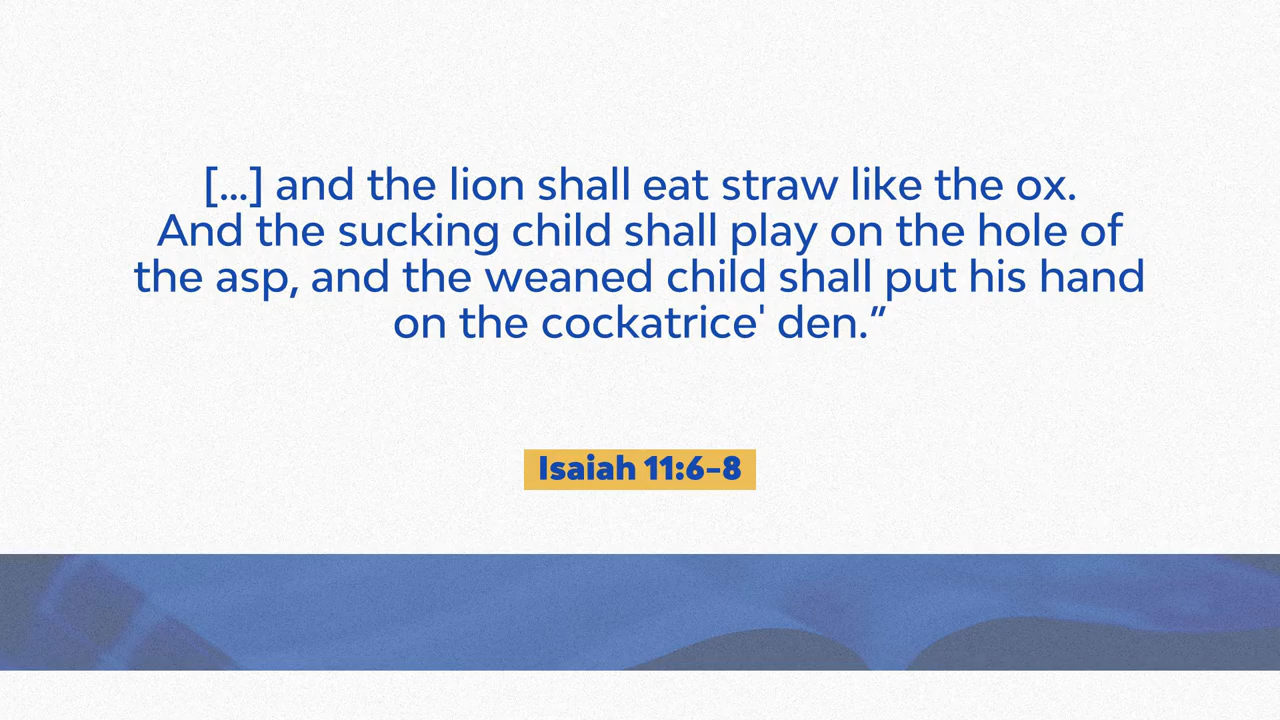 [...] and the lion shall eat straw like the ox.
And the sucking child shall play on the hole of
the asp, and the weaned child shall put his hand
on the cockatrice' den.”
Isaiah 11:6-8